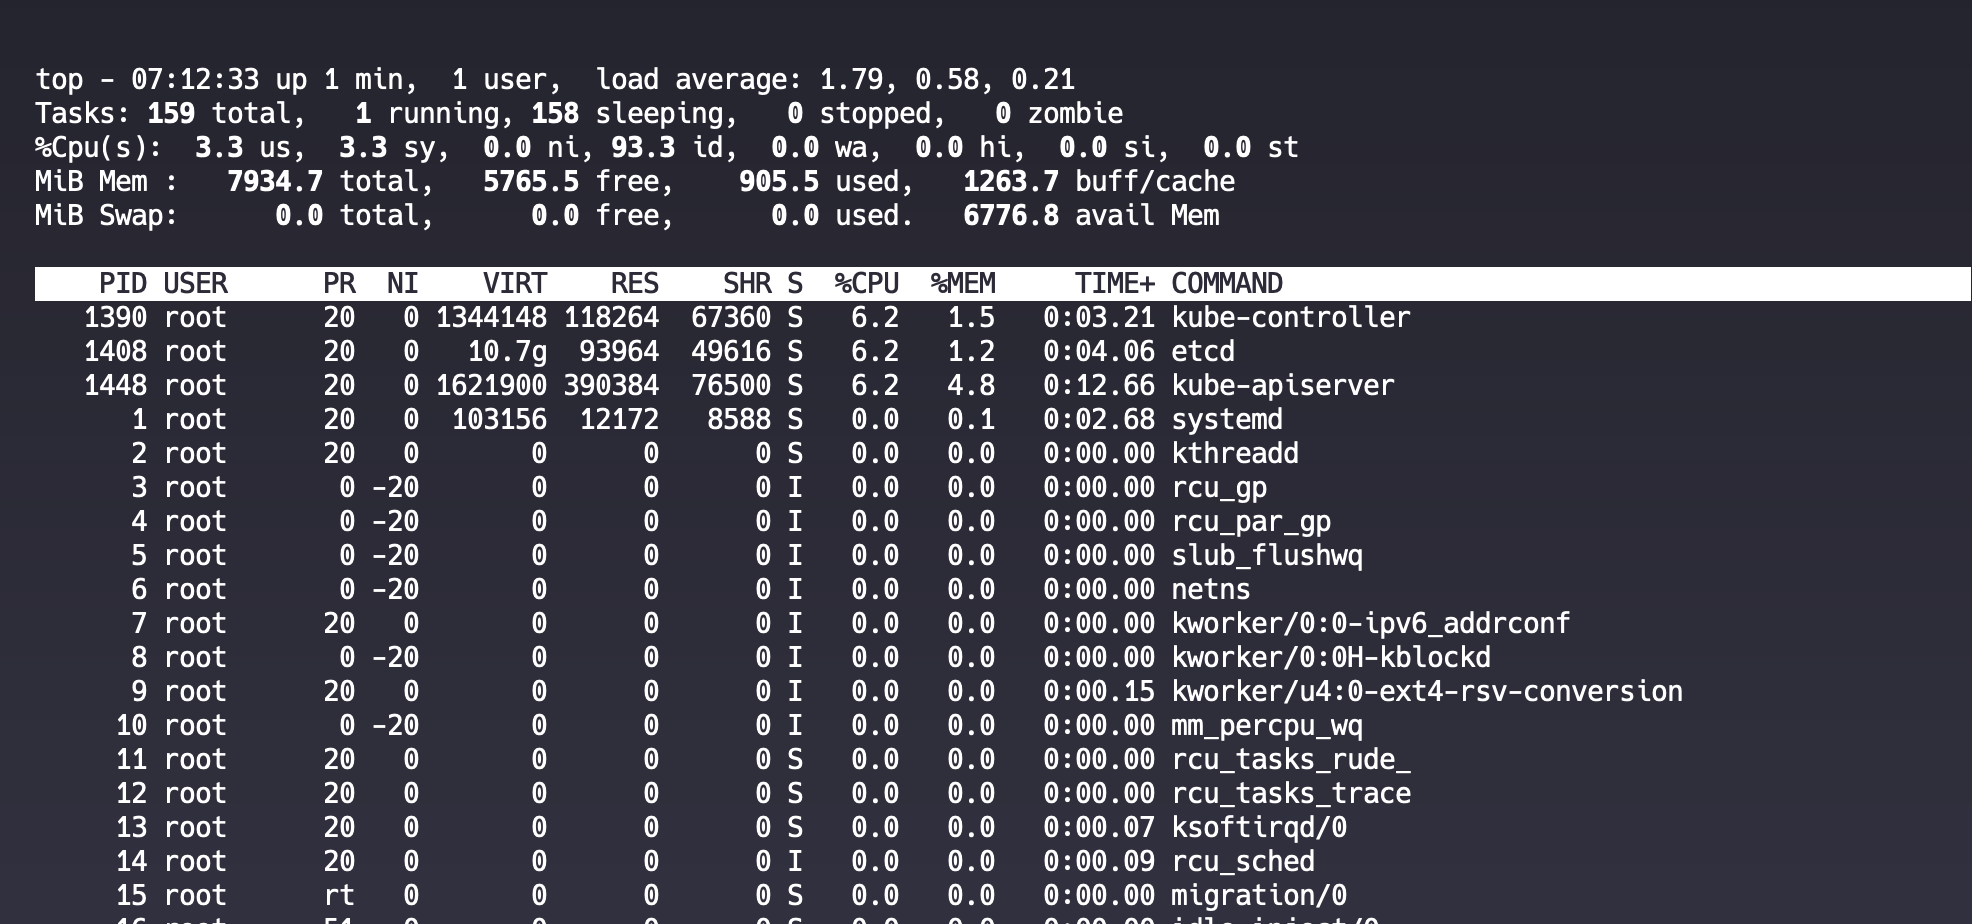 top - 07:12:33 up 1 min,  1 user,  load average: 1.79, 0.58, 0.21
Tasks: 159 total,   1 running, 158 sleeping,   0 stopped,   0 zombie
%Cpu(s):  3.3 us,  3.3 sy,  0.0 ni, 93.3 id,  0.0 wa,  0.0 hi,  0.0 si,  0.0 st
MiB Mem :   7934.7 total,   5765.5 free,    905.5 used,   1263.7 buff/cache
MiB Swap:      0.0 total,      0.0 free,      0.0 used.   6776.8 avail Mem
PID USER      PR  NI    VIRT    RES    SHR S  %CPU  %MEM     TIME+ COMMAND
1390 root      20   0 1344148 118264  67360 S   6.2   1.5   0:03.21 kube-controller
1408 root      20   0   10.7g  93964  49616 S   6.2   1.2   0:04.06 etcd
1448 root      20   0 1621900 390384  76500 S   6.2   4.8   0:12.66 kube-apiserver
1 root      20   0  103156  12172   8588 S   0.0   0.1   0:02.68 systemd
2 root      20   0       0      0      0 S   0.0   0.0   0:00.00 kthreadd
3 root       0 -20       0      0      0 I   0.0   0.0   0:00.00 rcu_gp
4 root       0 -20       0      0      0 I   0.0   0.0   0:00.00 rcu_par_gp
5 root       0 -20       0      0      0 I   0.0   0.0   0:00.00 slub_flushwq
6 root       0 -20       0      0      0 I   0.0   0.0   0:00.00 netns
7 root      20   0       0      0      0 I   0.0   0.0   0:00.00 kworker/0:0-ipv6_addrconf
8 root       0 -20       0      0      0 I   0.0   0.0   0:00.00 kworker/0:0H-kblockd
9 root      20   0       0      0      0 I   0.0   0.0   0:00.15 kworker/u4:0-ext4-rsv-conversion
10 root       0 -20       0      0      0 I   0.0   0.0   0:00.00 mm_percpu_wq
11 root      20   0       0      0      0 S   0.0   0.0   0:00.00 rcu_tasks_rude_
12 root      20   0       0      0      0 S   0.0   0.0   0:00.00 rcu_tasks_trace
13 root      20   0       0      0      0 S   0.0   0.0   0:00.07 ksoftirqd/0
14 root      20   0       0      0      0 I   0.0   0.0   0:00.09 rcu_sched
15 root      rt   0       0      0      0 S   0.0   0.0   0:00.00 migration/0